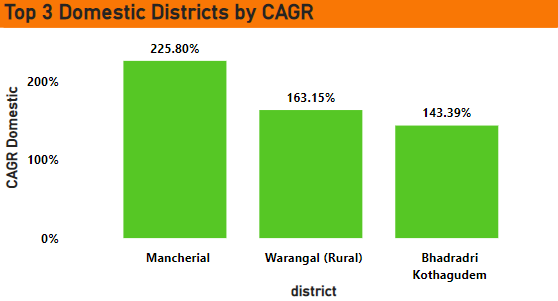 Top 3 Domestic Districts by CAGR
225.80%
200%
163.15%
143.39%
CAGR Domestic
100%
0%
Mancherial
Warangal (Rural)
Bhadradri
Kothagudem
district